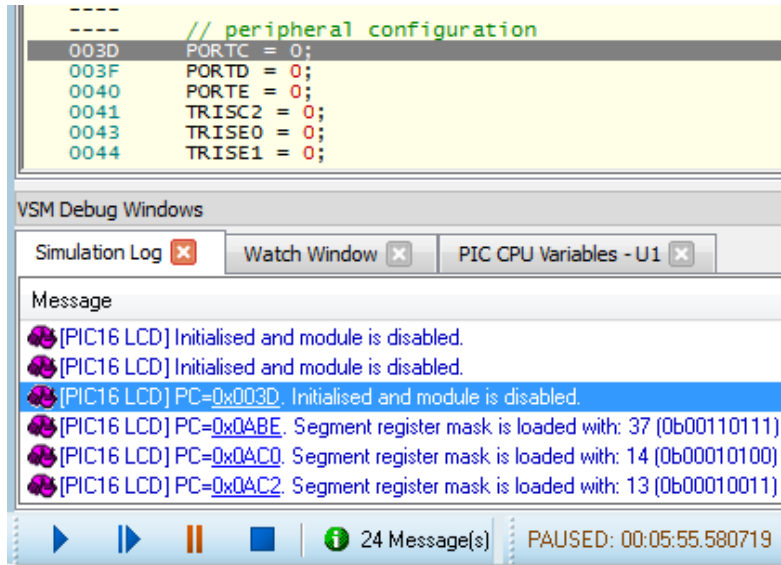 ----
---- // peripheral configuration
003D PORTC = 0;
003F PORTD = 0;
0040 PORTE = 0;
0041 TRISC2 = 0;
0043 TRISE0 = 0;
0044 TRISE1 = 0;
VSM Debug Windows
Simulation Log Watch Window PIC CPU Variables - U1
Message
[PIC16 LCD] Initialised and module is disabled.
[PIC16 LCD] Initialised and module is disabled.
[PIC16 LCD] PC=0x003D. Initialised and module is disabled.
[PIC16 LCD] PC=0x0ABE. Segment register mask is loaded with: 37 (0b00110111)
[PIC16 LCD] PC=0x0AC0. Segment register mask is loaded with: 14 (0b00010100)
[PIC16 LCD] PC=0x0AC2. Segment register mask is loaded with: 13 (0b00010011)
24 Message(s) PAUSED: 00:05:55.580719